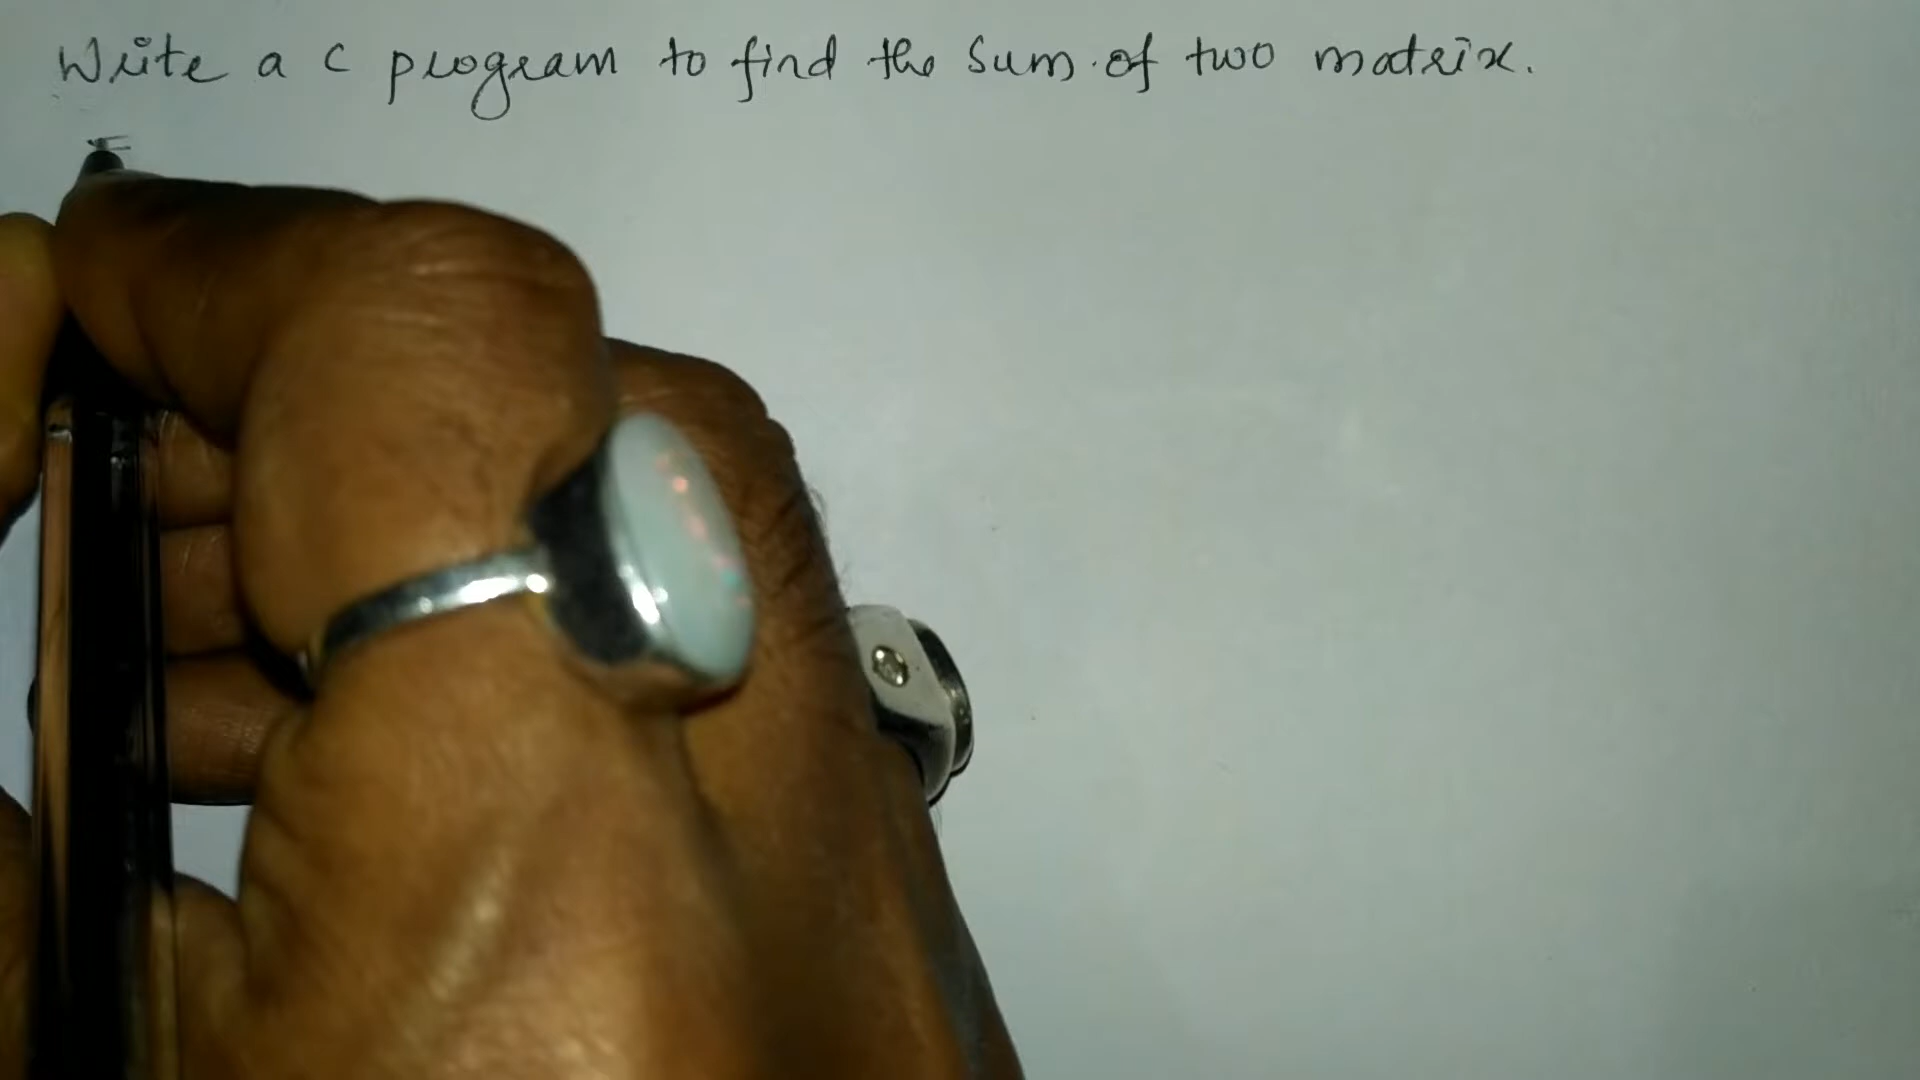 Write a c program to find the sum of two matrix.